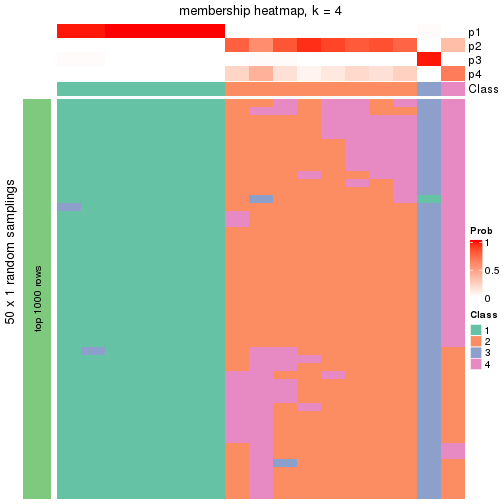 membership heatmap, k = 4
p1
p2
p3
p4
Class
50 x 1 random samplings
top 1000 rows
Prob
1
0.5
0
Class
1
2
3
4